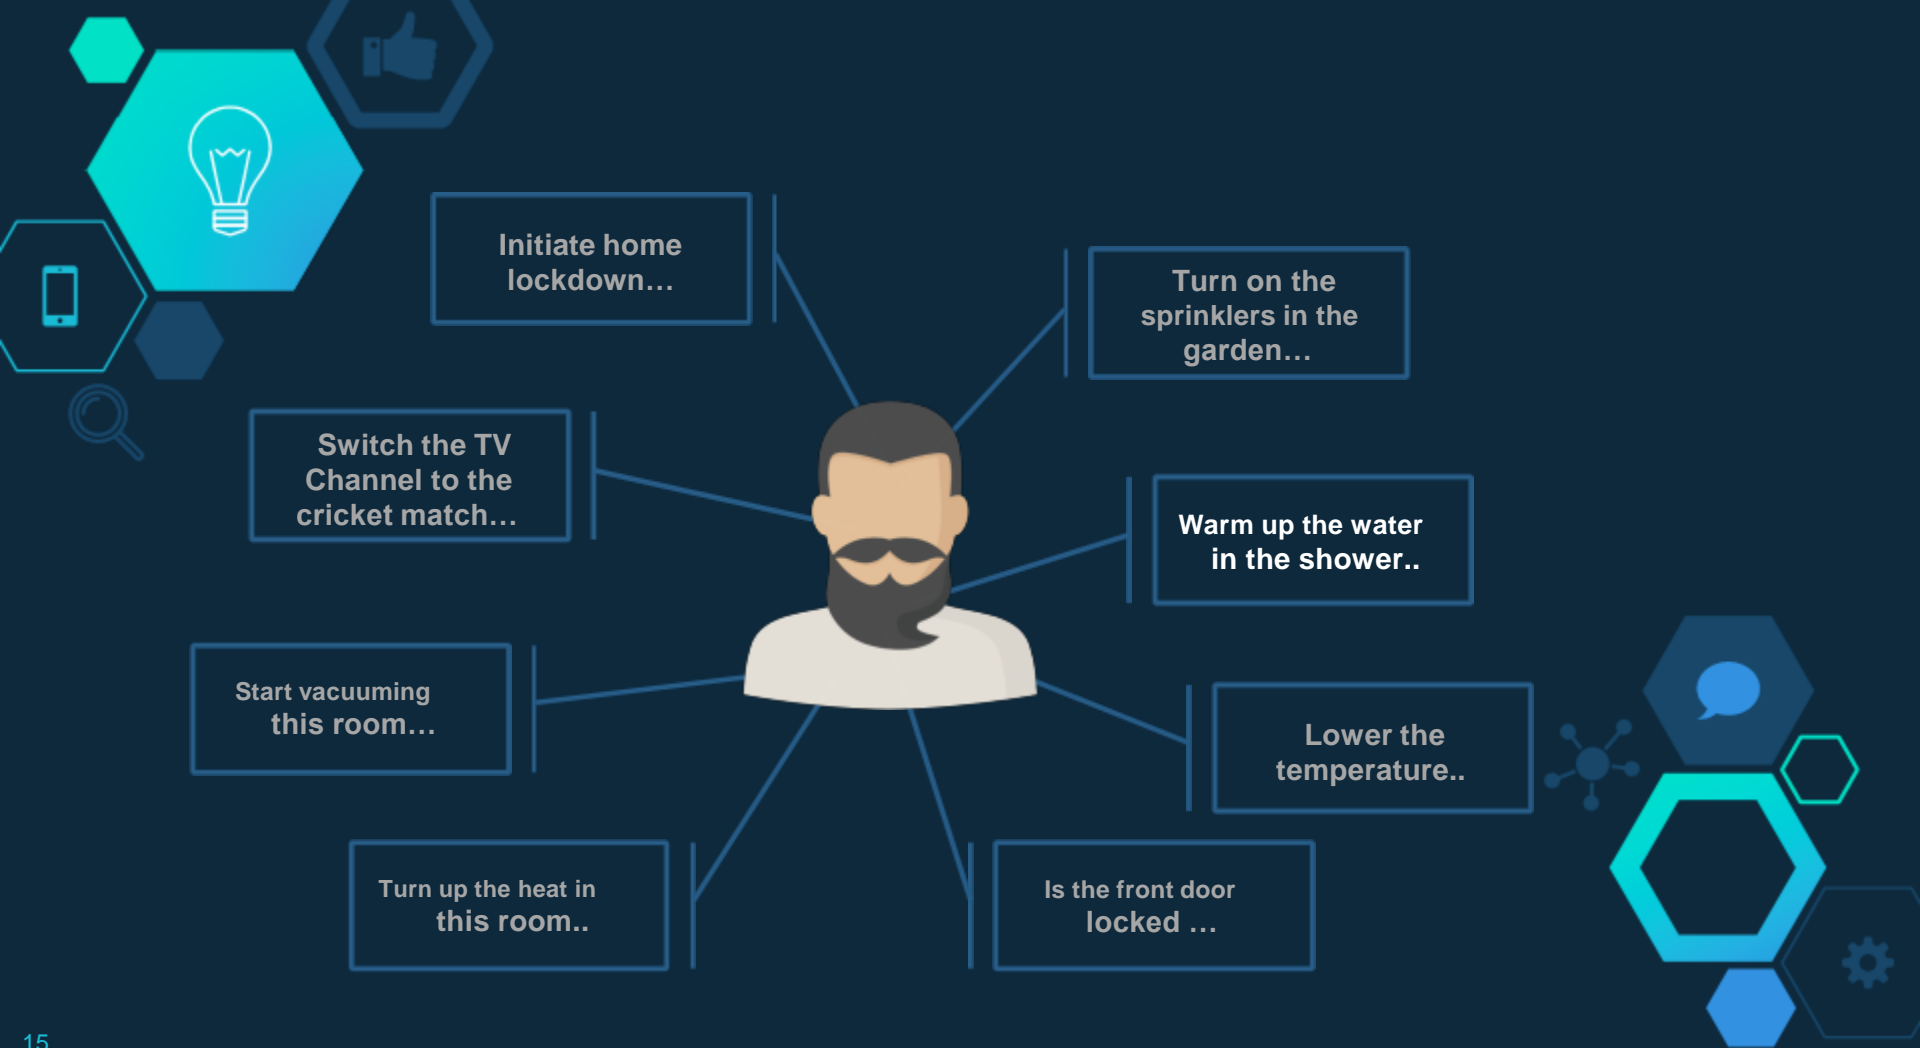 Initiate home
lockdown…
Turn on the
sprinklers in the
garden…
Switch the TV
Channel to the
cricket match…
Warm up the water
in the shower..
Start vacuuming
this room…
Lower the
temperature..
Turn up the heat in
this room..
Is the front door
locked …
15